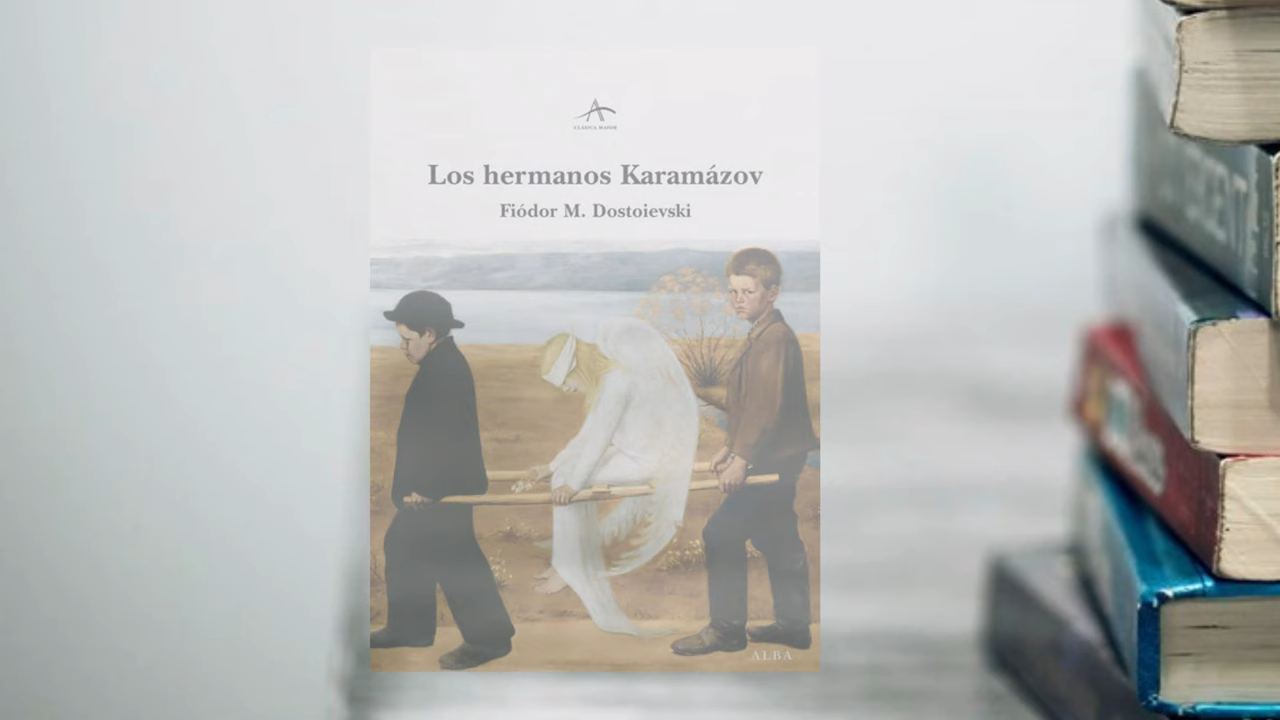 CLÁSICA MAIOR
Los hermanos Karamázov
Fiódor M. Dostoievski
ALBA